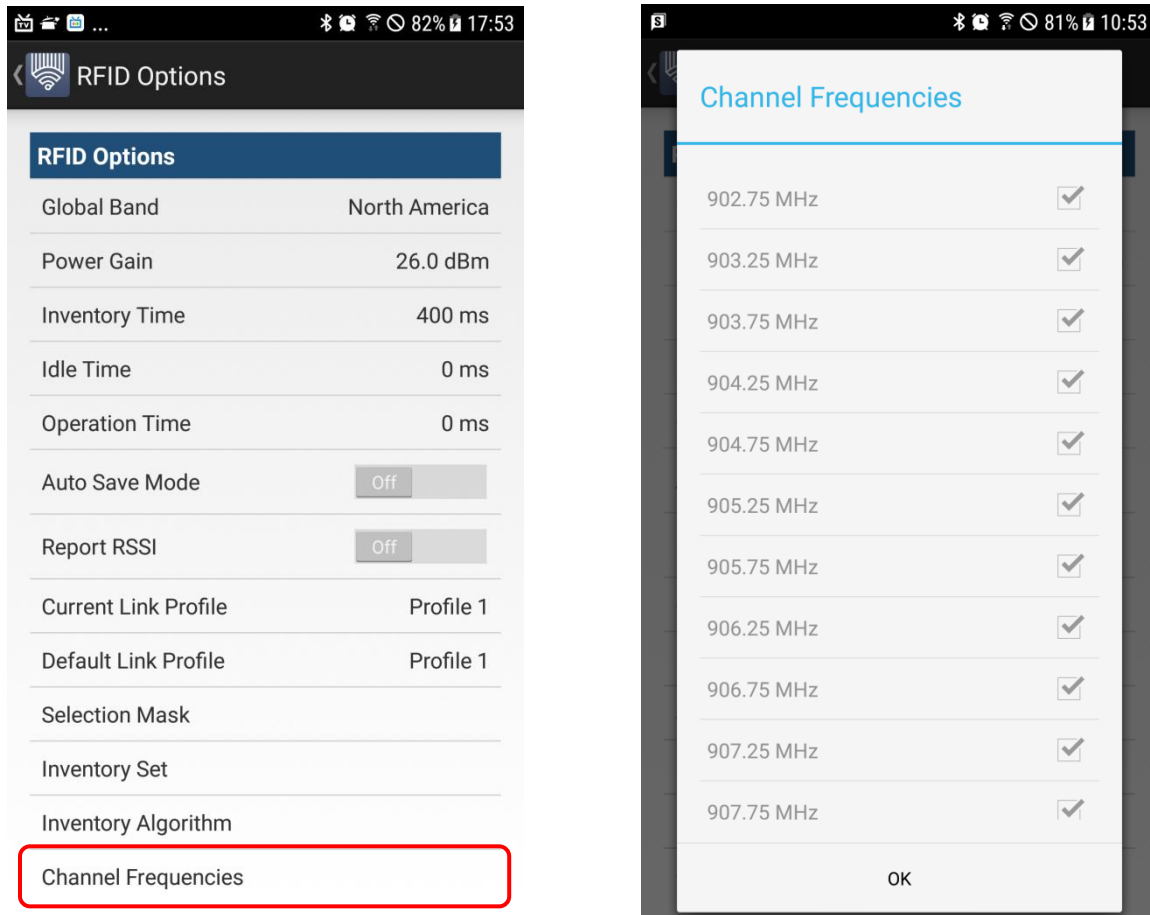 ... 82% 17:53
RFID Options
RFID Options
Global Band North America
Power Gain 26.0 dBm
Inventory Time 400 ms
Idle Time 0 ms
Operation Time 0 ms
Auto Save Mode Off
Report RSSI Off
Current Link Profile Profile 1
Default Link Profile Profile 1
Selection Mask
Inventory Set
Inventory Algorithm
Channel Frequencies
S 81% 10:53
Channel Frequencies
902.75 MHz
903.25 MHz
903.75 MHz
904.25 MHz
904.75 MHz
905.25 MHz
905.75 MHz
906.25 MHz
906.75 MHz
907.25 MHz
907.75 MHz
OK